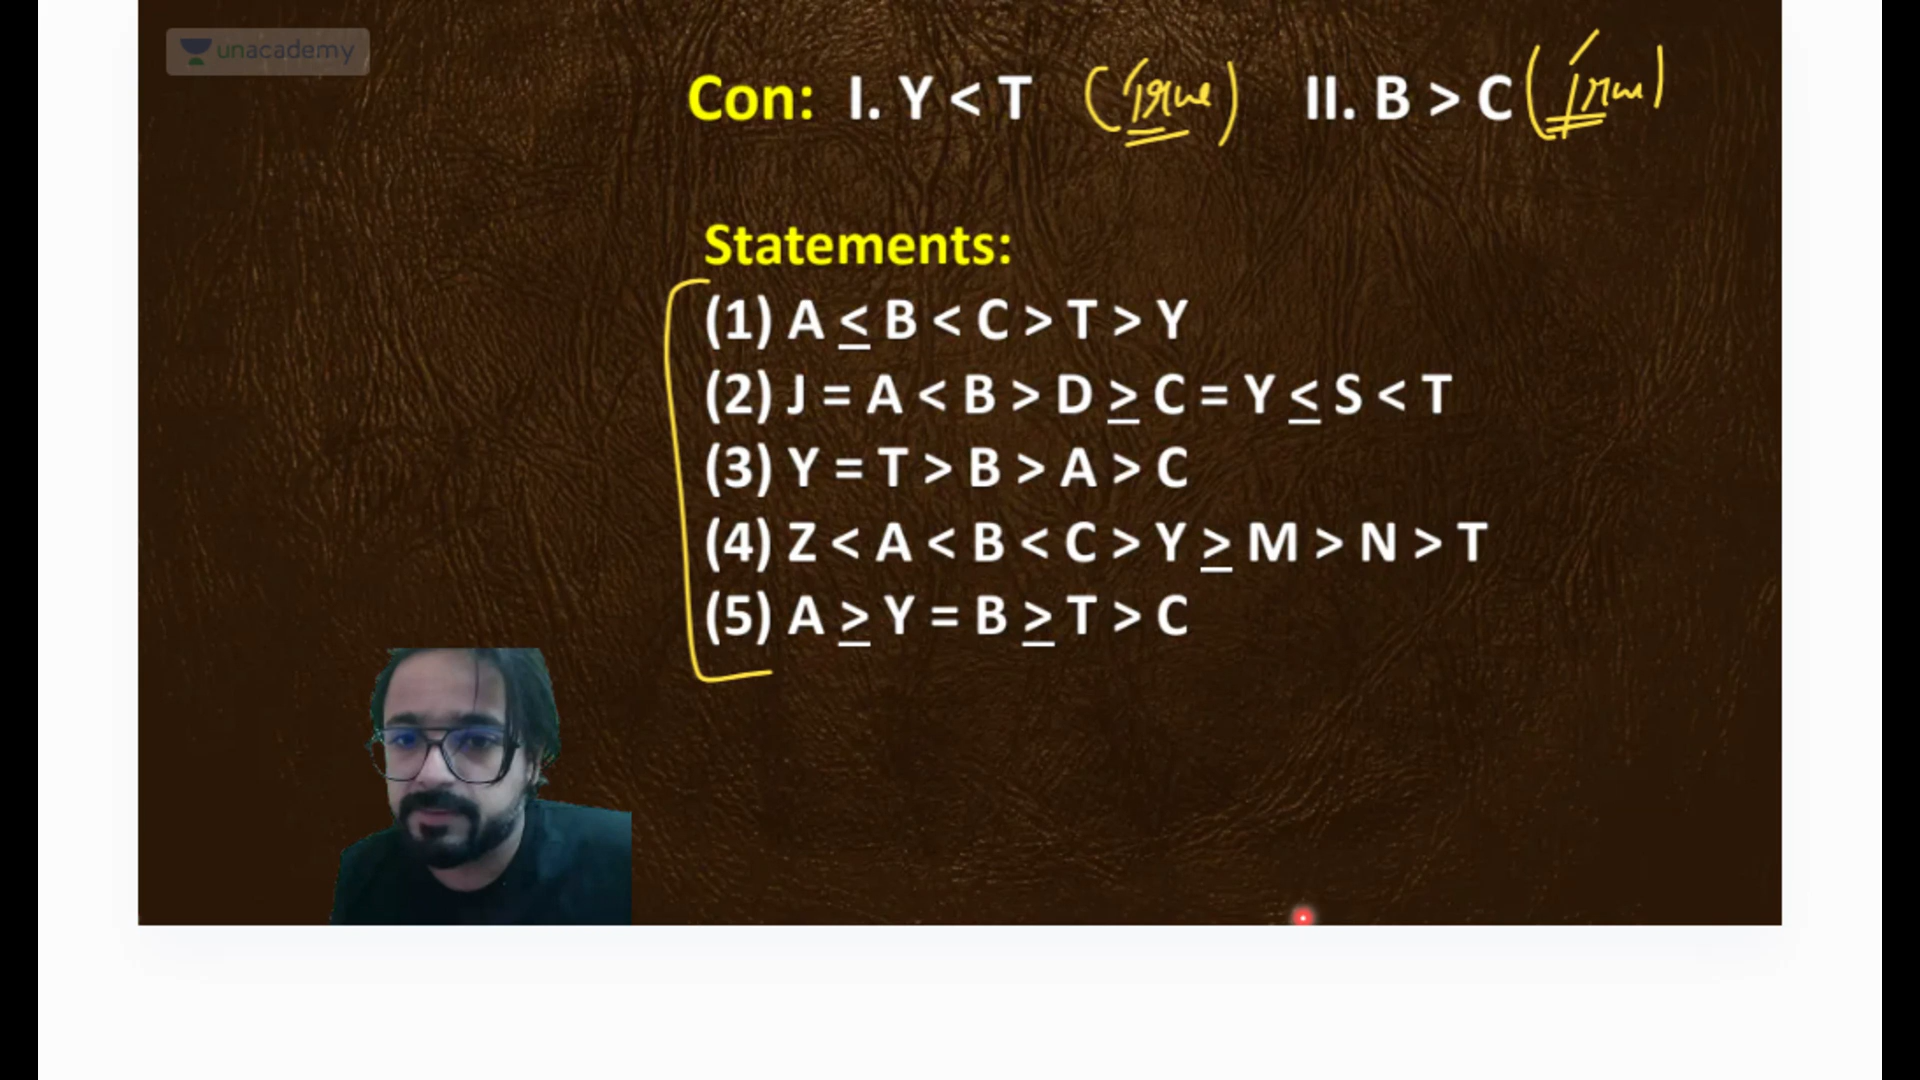 unacademy
Con: I. Y < T (True) II. B > C (True)
Statements:
(1) A ≤ B < C > T > Y
(2) J = A < B > D ≥ C = Y ≤ S < T
(3) Y = T > B > A > C
(4) Z < A < B < C > Y ≥ M > N > T
(5) A ≥ Y = B ≥ T > C